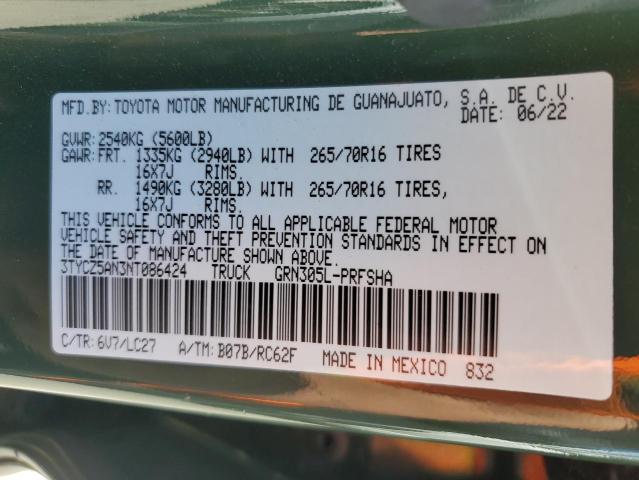 MFD.BY:TOYOTA MOTOR MANUFACTURING DE GUANAJUATO, S.A. DE C.V.
DATE: 06/22
GVWR:2540KG (5600LB)
GAWR:FRT. 1335KG (2940LB) WITH 265/70R16 TIRES
16X7J RIMS.
RR. 1490KG (3280LB) WITH 265/70R16 TIRES,
16X7J RIMS.
THIS VEHICLE CONFORMS TO ALL APPLICABLE FEDERAL MOTOR
VEHICLE SAFETY AND THEFT PREVENTION STANDARDS IN EFFECT ON
THE DATE OF MANUFACTURE SHOWN ABOVE.
3TYCZ5AN3NT086424 TRUCK GRN305L-PRFSHA
C/TR: 6V7/LC27 A/TM: B07B/RC62F MADE IN MEXICO 832